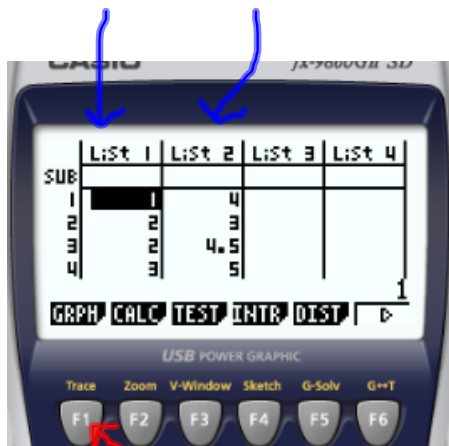 CASIO fx-9860GII SD
List 1 List 2 List 3 List 4
SUB
1 1 4
2 2 3
3 2 4.5
4 3 5
1
GRPH CALC TEST INTR DIST ▷
USB POWER GRAPHIC
Trace Zoom V-Window Sketch G-Solv G↔T
F1 F2 F3 F4 F5 F6